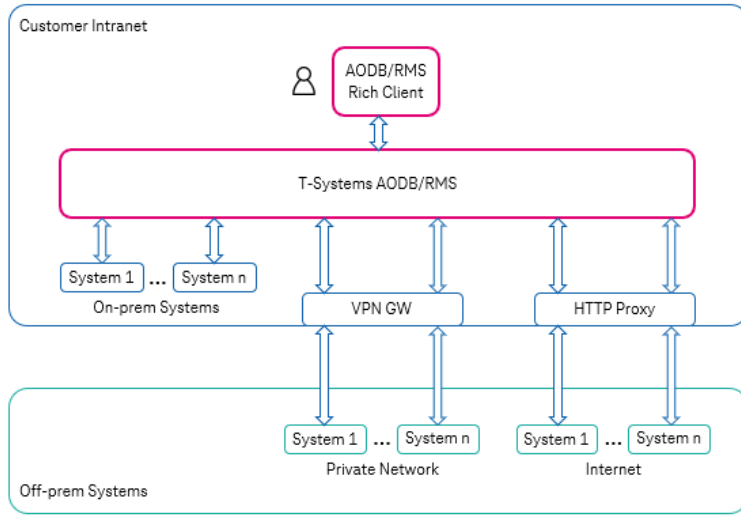 Customer Intranet
AODB/RMS
Rich Client
T-Systems AODB/RMS
System 1 ... System n
On-prem Systems
VPN GW
HTTP Proxy
System 1 ... System n
System 1 ... System n
Private Network
Internet
Off-prem Systems